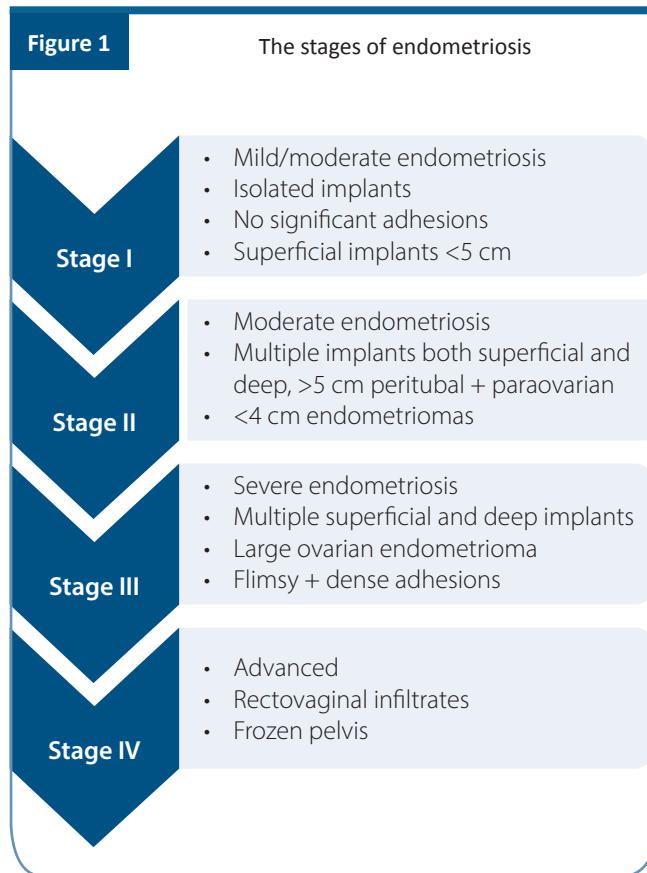 Figure 1
The stages of endometriosis
Stage I
• Mild/moderate endometriosis
• Isolated implants
• No significant adhesions
• Superficial implants <5 cm
Stage II
• Moderate endometriosis
• Multiple implants both superficial and
deep, >5 cm peritubal + paraovarian
• <4 cm endometriomas
Stage III
• Severe endometriosis
• Multiple superficial and deep implants
• Large ovarian endometrioma
• Flimsy + dense adhesions
Stage IV
• Advanced
• Rectovaginal infiltrates
• Frozen pelvis